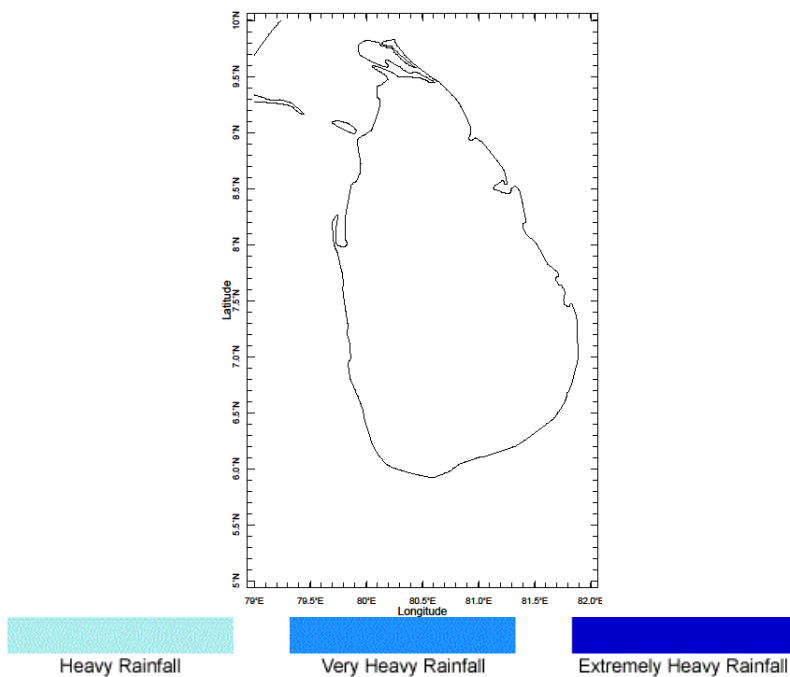 10°N
9.5°N
9°N
8.5°N
8°N
7.5°N
7.0°N
6.5°N
6.0°N
5.5°N
5°N
Latitude
79°E 79.5°E 80°E 80.5°E 81.0°E 81.5°E 82.0°E
Longitude
Heavy Rainfall Very Heavy Rainfall Extremely Heavy Rainfall